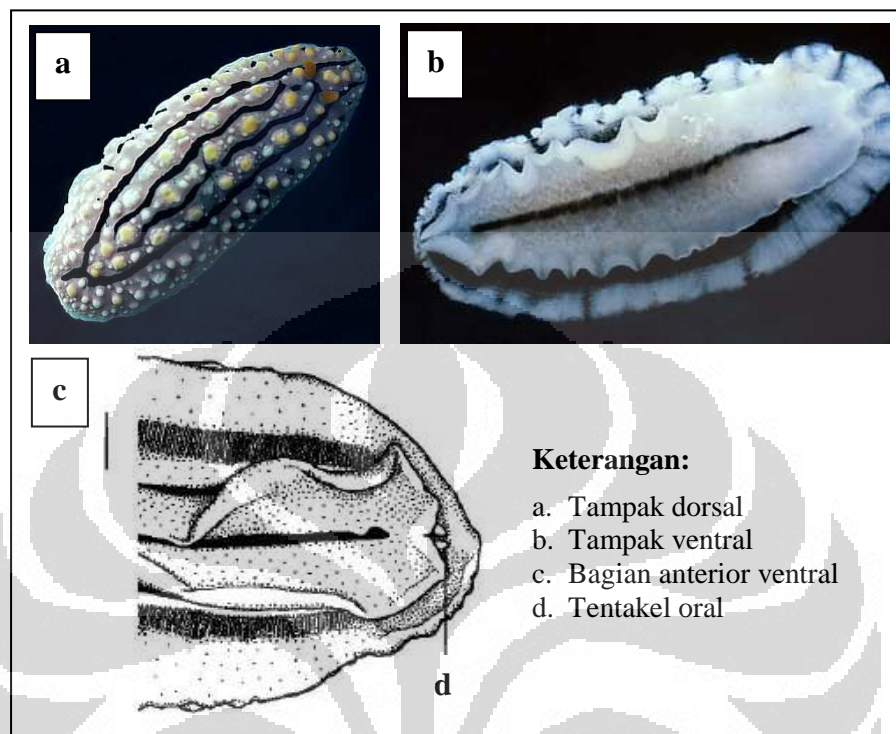 a
b
c
Keterangan:
a. Tampak dorsal
b. Tampak ventral
c. Bagian anterior ventral
d. Tentakel oral
d